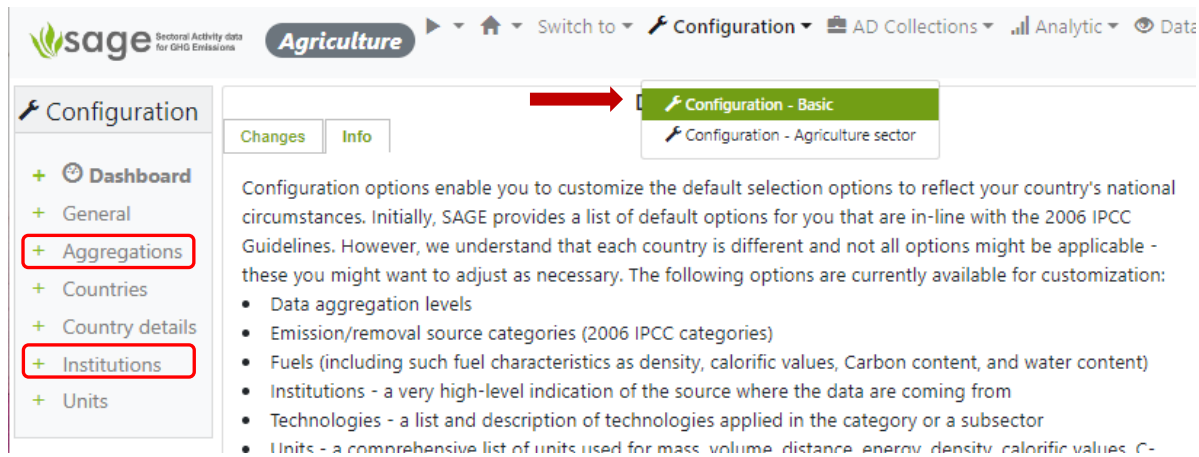 sage Sectoral Activity data
for GHG Emissions
Agriculture
Switch to
Configuration
AD Collections
Analytic
Data
Configuration - Basic
Configuration - Agriculture sector
Configuration
+ Dashboard
+ General
+ Aggregations
+ Countries
+ Country details
+ Institutions
+ Units
Changes
Info
Configuration options enable you to customize the default selection options to reflect your country's national
circumstances. Initially, SAGE provides a list of default options for you that are in-line with the 2006 IPCC
Guidelines. However, we understand that each country is different and not all options might be applicable -
these you might want to adjust as necessary. The following options are currently available for customization:
• Data aggregation levels
• Emission/removal source categories (2006 IPCC categories)
• Fuels (including such fuel characteristics as density, calorific values, Carbon content, and water content)
• Institutions - a very high-level indication of the source where the data are coming from
• Technologies - a list and description of technologies applied in the category or a subsector
• Units - a comprehensive list of units used for mass, volume, distance, energy, density, calorific values, C-